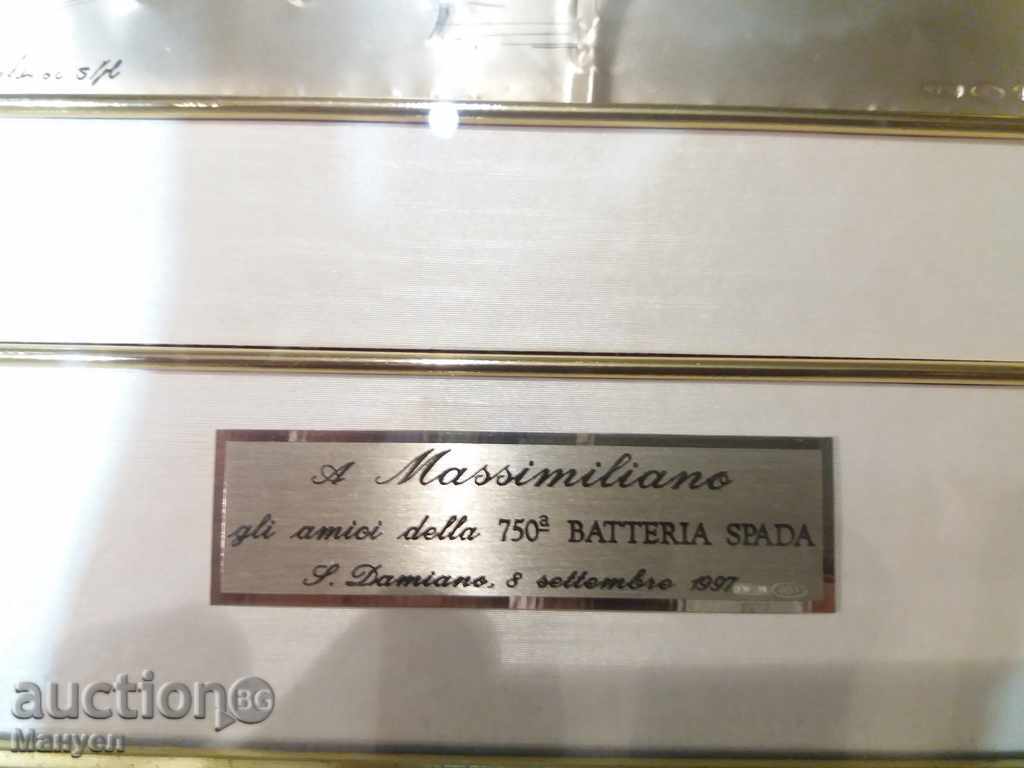 A Massimiliano
gli amici della 750ª BATTERIA SPADA
S. Damiano, 8 settembre 1997
auction BG
Мануел